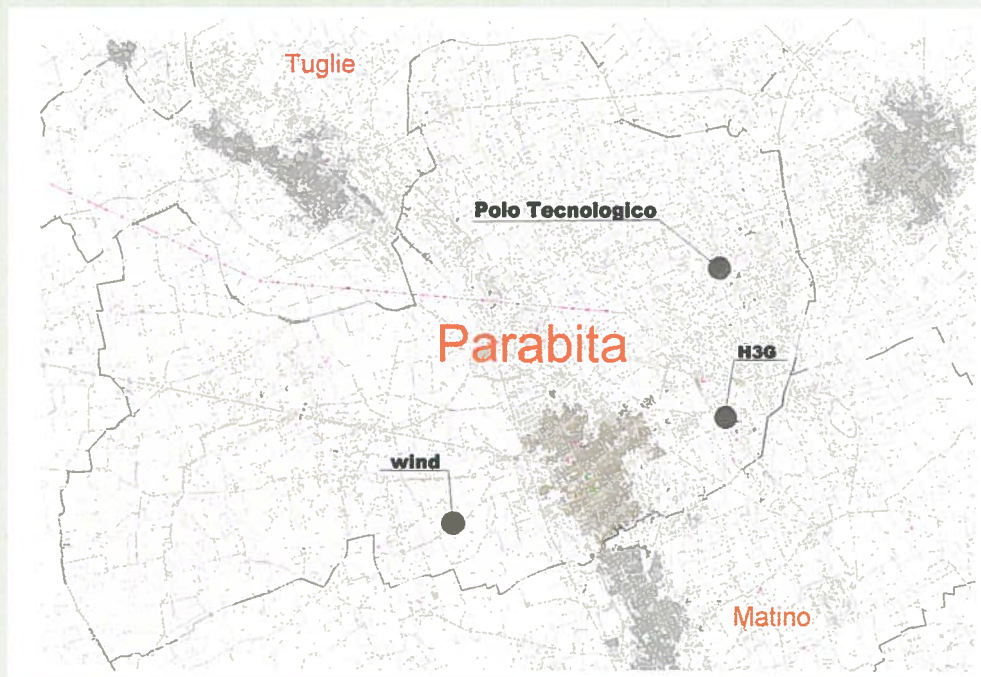 Tuglie
Polo Tecnologico
Parabita
H3G
wind
Matino